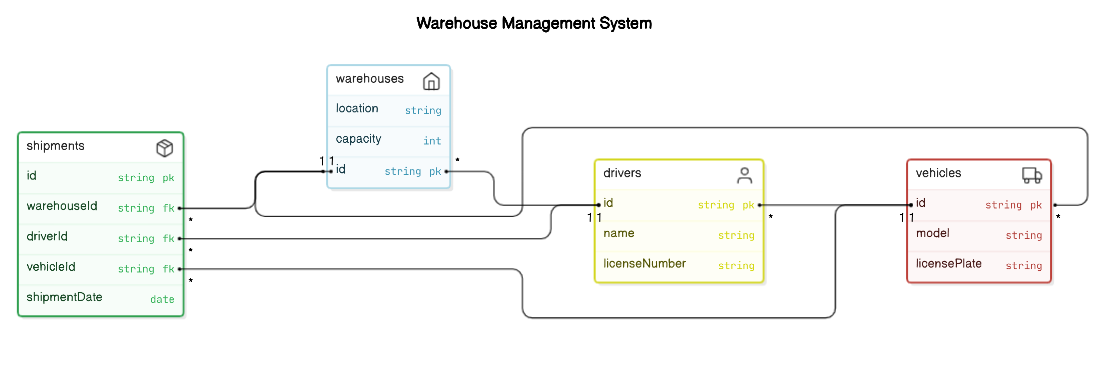 Warehouse Management System
warehouses
location string
capacity int
id string pk
1 1
*
shipments
id string pk
warehouseId string fk
*
driverId string fk
*
vehicleId string fk
*
shipmentDate date
drivers
id string pk
1 1
*
name string
licenseNumber string
vehicles
id string pk
1 1
*
model string
licensePlate string